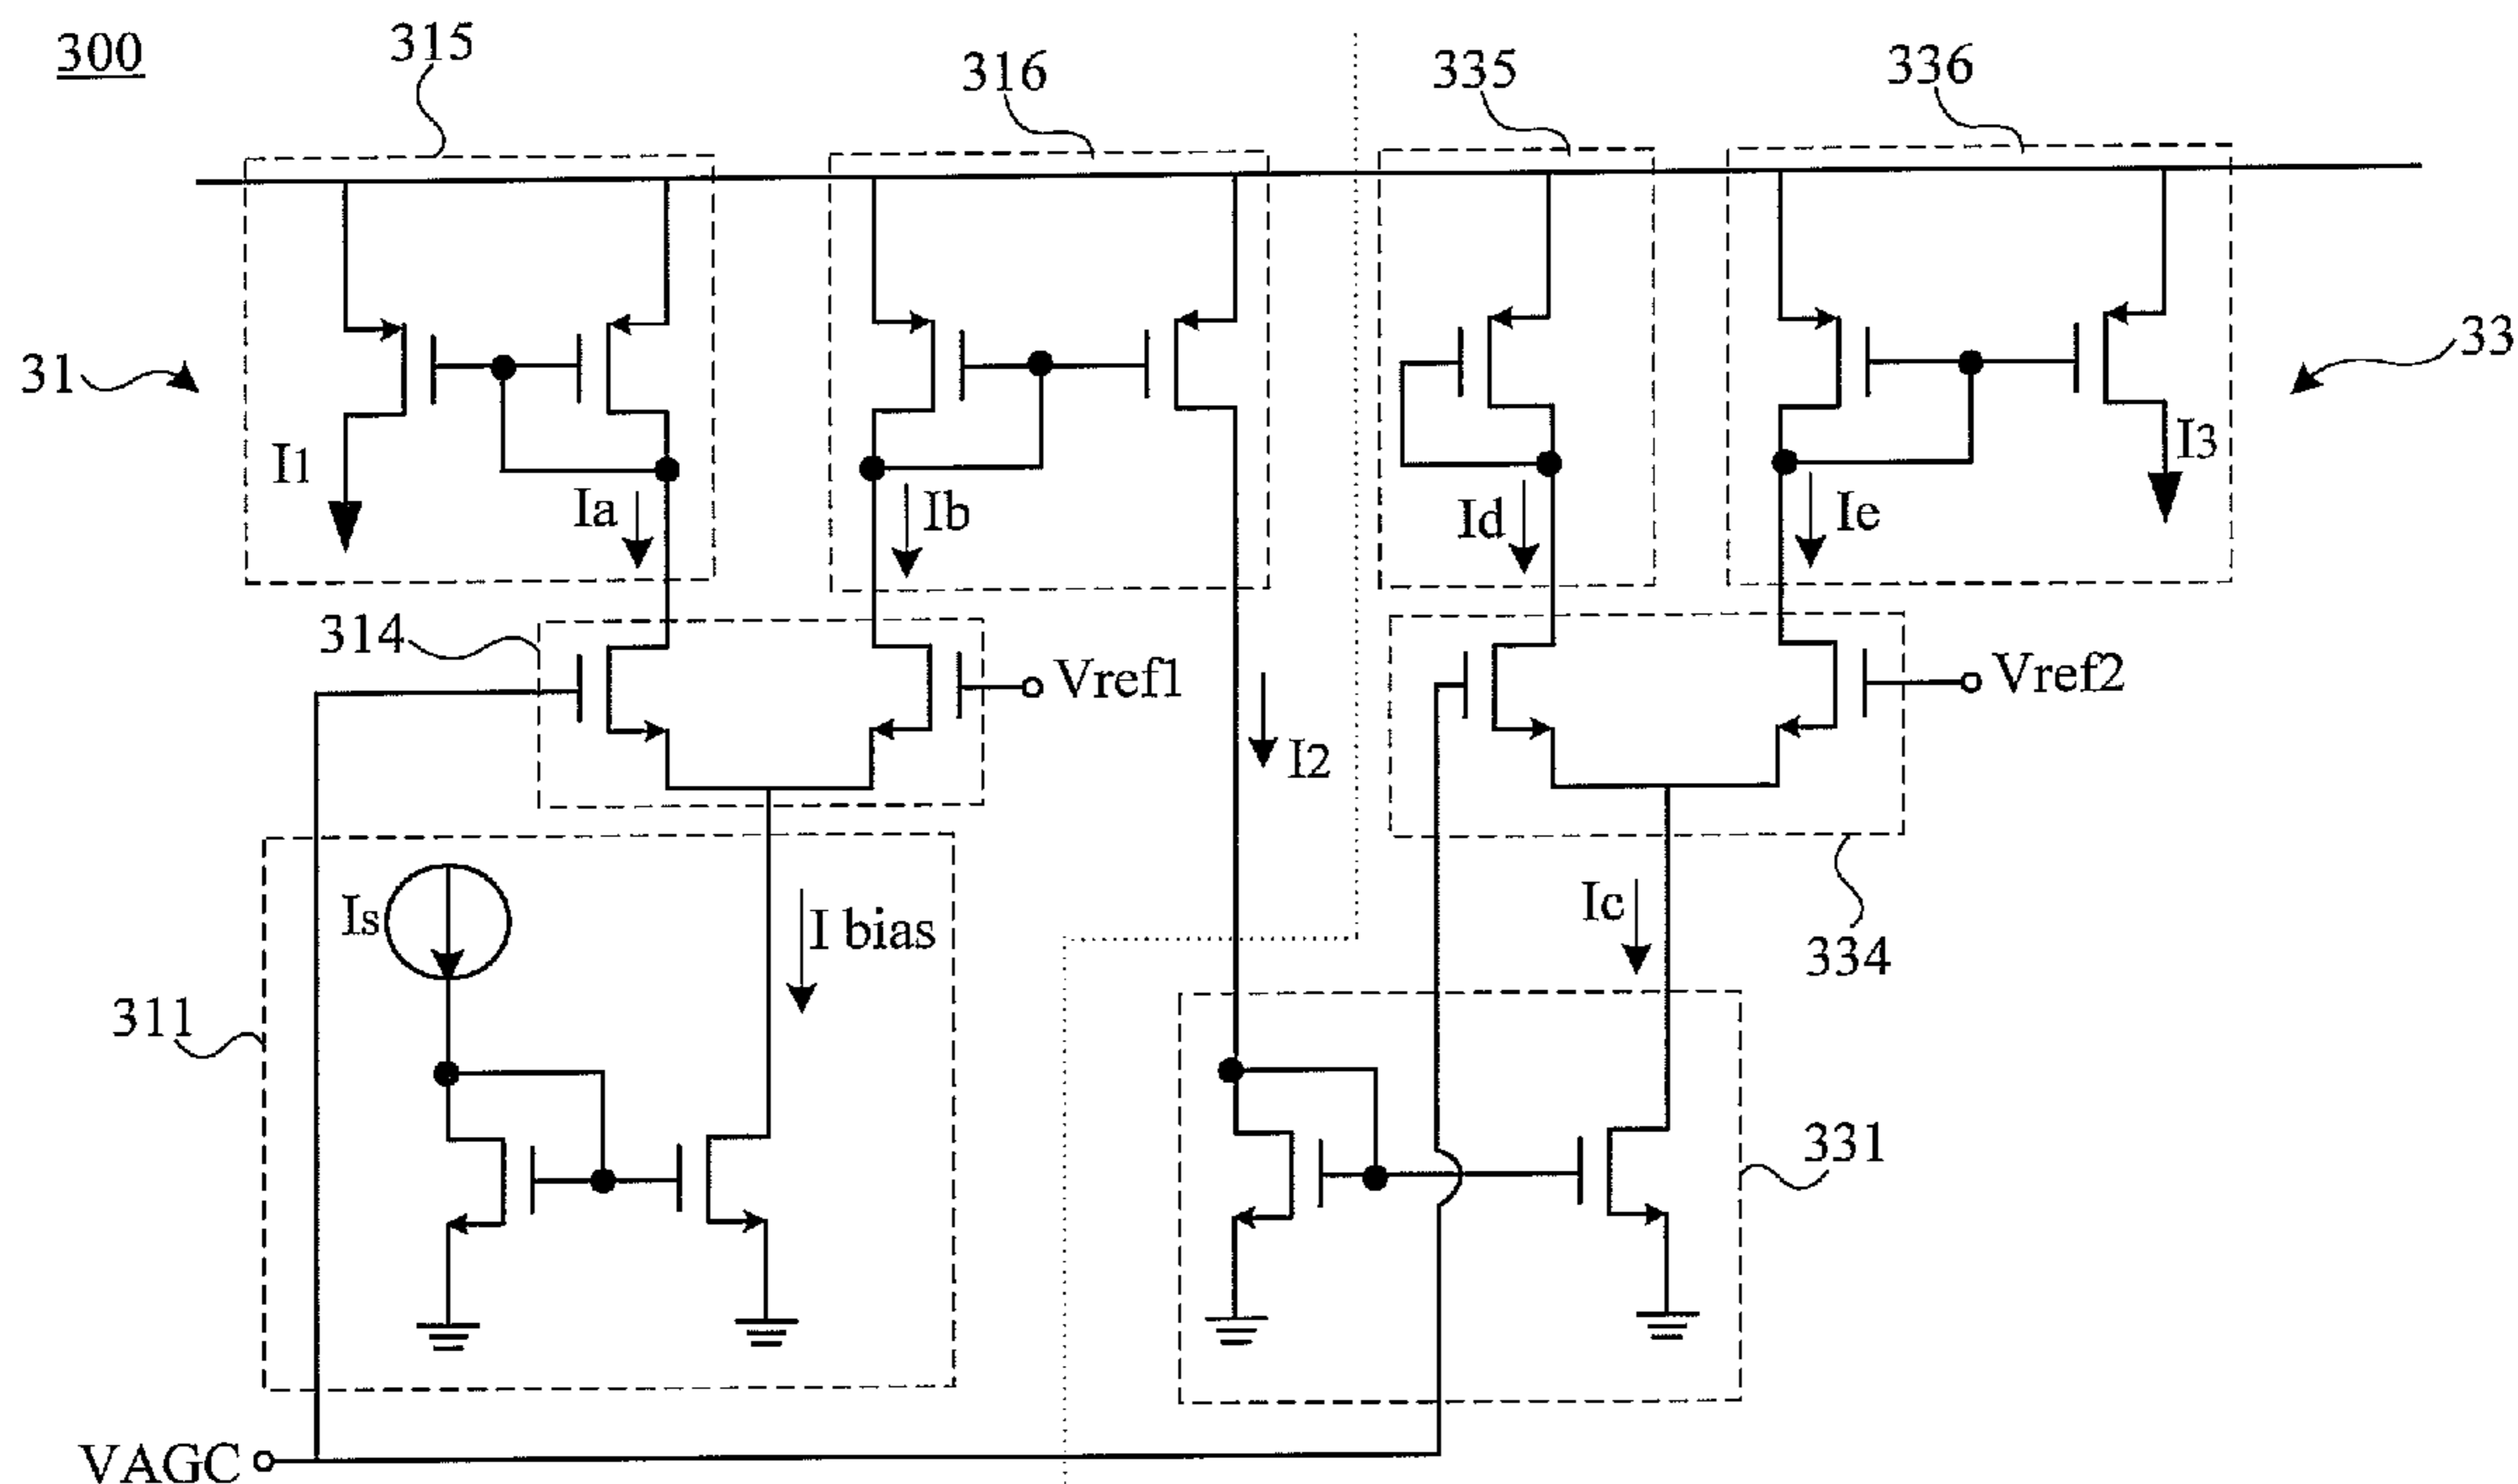 300
315
316
335
336
31
33
I1
Ia
Ib
Id
Ie
I3
314
Vref1
Vref2
I2
Is
I bias
Ic
334
311
331
VAGC